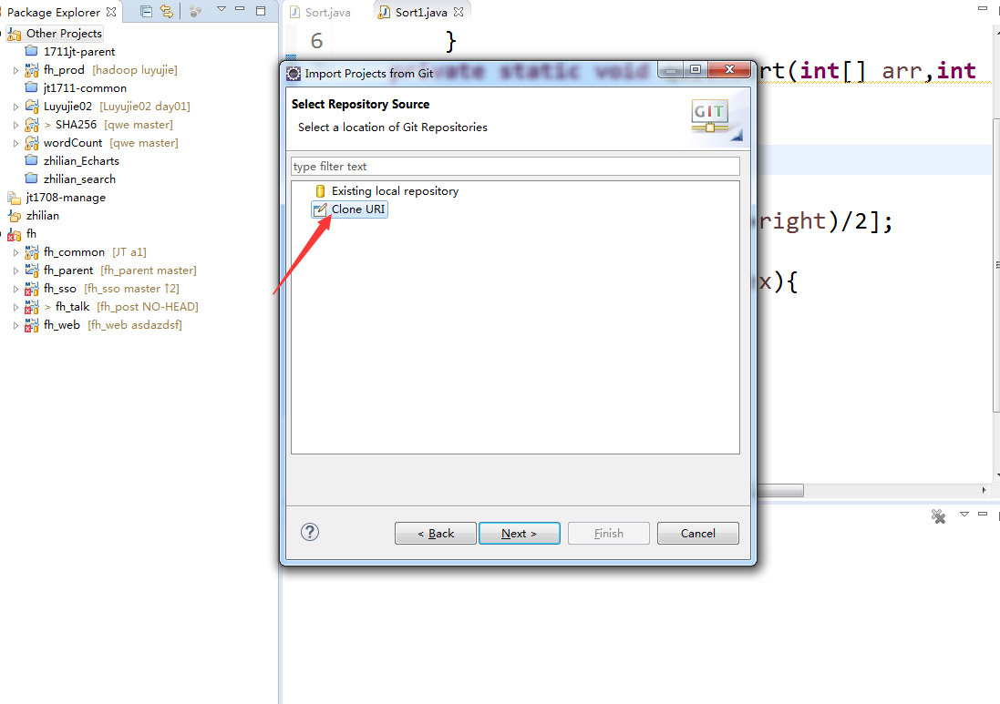 Package Explorer
Other Projects
1711jt-parent
fh_prod [hadoop luyujie]
jt1711-common
Luyujie02 [Luyujie02 day01]
> SHA256 [qwe master]
wordCount [qwe master]
zhilian_Echarts
zhilian_search
jt1708-manage
zhilian
fh
fh_common [JT a1]
fh_parent [fh_parent master]
fh_sso [fh_sso master ↑2]
> fh_talk [fh_post NO-HEAD]
fh_web [fh_web asdazdsf]
Sort.java
Sort1.java
6 }
private static void rt(int[] arr,int
right)/2];
x){
Import Projects from Git
Select Repository Source
Select a location of Git Repositories
GIT
type filter text
Existing local repository
Clone URI
?
< Back
Next >
Finish
Cancel